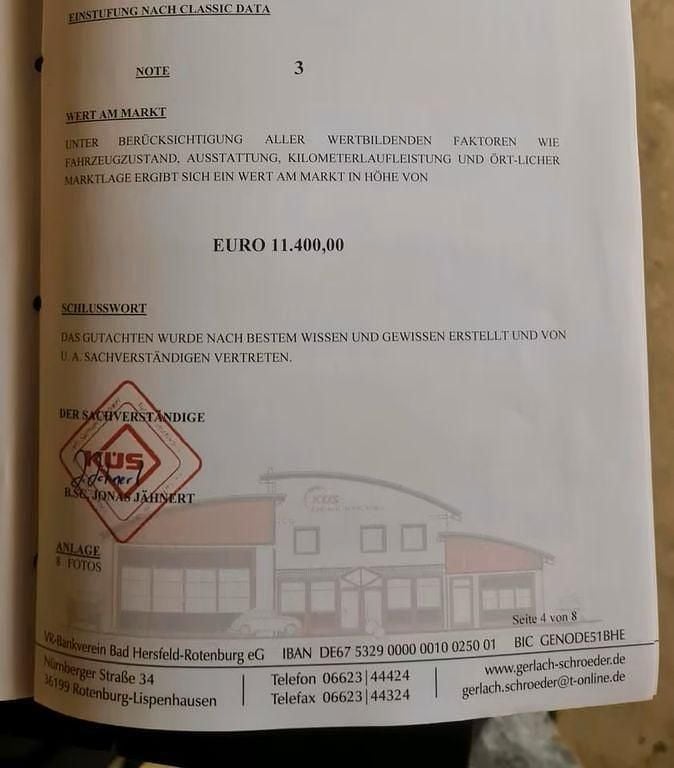 EINSTUFUNG NACH CLASSIC DATA
NOTE 3
WERT AM MARKT
UNTER BERÜCKSICHTIGUNG ALLER WERTBILDENDEN FAKTOREN WIE
FAHRZEUGZUSTAND, AUSSTATTUNG, KILOMETERLAUFLEISTUNG UND ÖRT-LICHER
MARKTLAGE ERGIBT SICH EIN WERT AM MARKT IN HÖHE VON
EURO 11.400,00
SCHLUSSWORT
DAS GUTACHTEN WURDE NACH BESTEM WISSEN UND GEWISSEN ERSTELLT UND VON
U. A. SACHVERSTÄNDIGEN VERTRETEN.
DER SACHVERSTÄNDIGE
KÜS
J. Jähnert
B.SC. JONAS JÄHNERT
KÜS
ANLAGE
8 FOTOS
Seite 4 von 8
VR-Bankverein Bad Hersfeld-Rotenburg eG IBAN DE67 5329 0000 0010 0250 01 BIC GENODE51BHE
Nürnberger Straße 34 Telefon 06623|44424 www.gerlach-schroeder.de
36199 Rotenburg-Lispenhausen Telefax 06623|44324 gerlach.schroeder@t-online.de